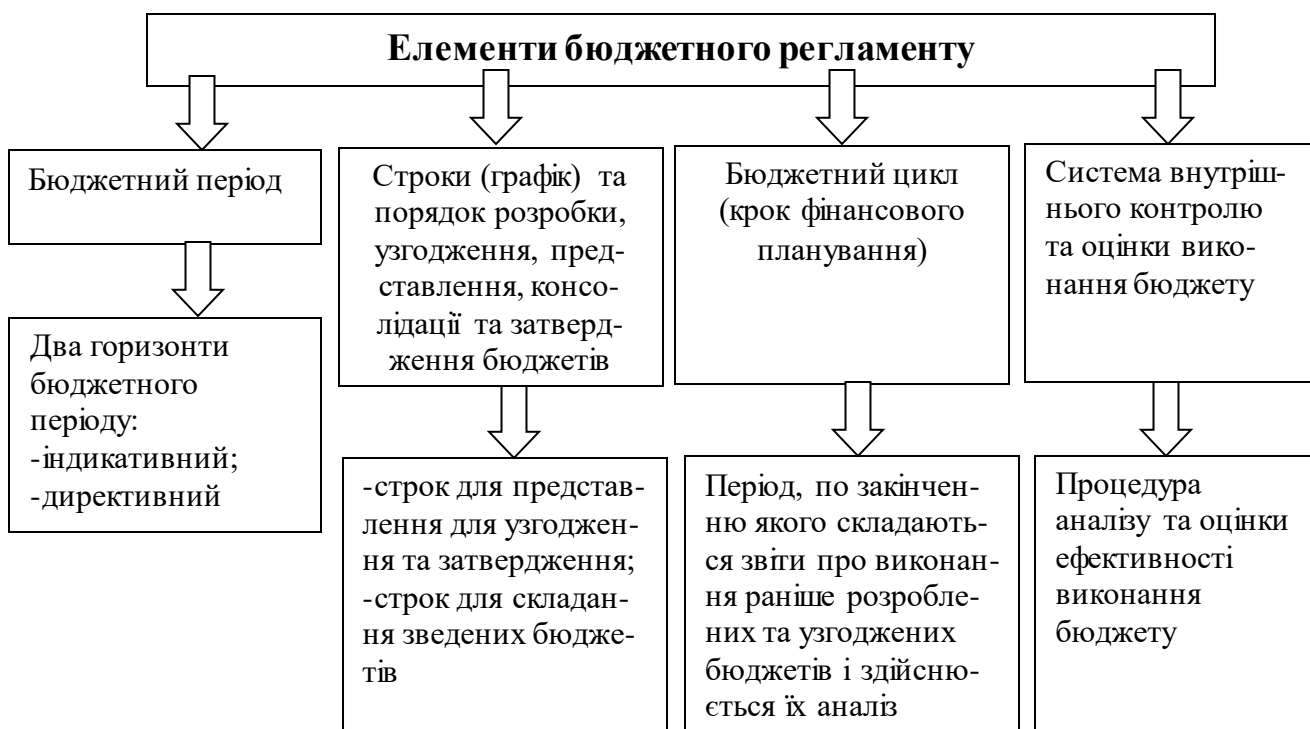 Елементи бюджетного регламенту
Бюджетний період
Строки (графік) та
порядок розробки,
узгодження, пред-
ставлення, консо-
лідації та затверд-
ження бюджетів
Бюджетний цикл
(крок фінансового
планування)
Система внутріш-
нього контролю
та оцінки вико-
нання бюджету
Два горизонти
бюджетного
періоду:
-індикативний;
-директивний
-строк для представ-
лення для узгоджен-
ня та затвердження;
-строк для складан-
ня зведених бюдже-
тів
Період, по закінчен-
ню якого складають-
ся звіти про виконан-
ня раніше розробле-
них та узгоджених
бюджетів і здійсню-
ється їх аналіз
Процедура
аналізу та оцінки
ефективності
виконання
бюджету